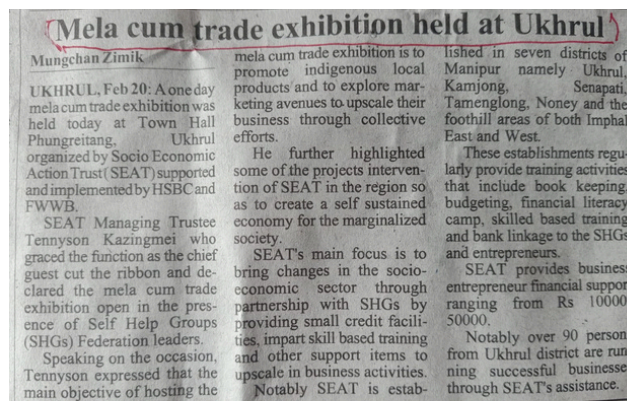 Mela cum trade exhibition held at Ukhrul
Mungchan Zimik
UKHRUL, Feb 20: A one day
mela cum trade exhibition was
held today at Town Hall
Phungreitang, Ukhrul
organized by Socio Economic
Action Trust( SEAT) supported
and implemented by HSBC and
FWWB.
SEAT Managing Trustee
Tennyson Kazingmei who
graced the function as the chief
guest cut the ribbon and de-
clared the mela cum trade
exhibition open in the pres-
ence of Self Help Groups
(SHGs) Federation leaders.
Speaking on the occasion,
Tennyson expressed that the
main objective of hosting the
mela cum trade exhibition is to
promote indigenous local
products and to explore mar-
keting avenues to upscale their
business through collective
efforts.
He further highlighted
some of the projects interven-
tion of SEAT in the region so
as to create a self sustained
economy for the marginalized
society.
SEAT's main focus is to
bring changes in the socio-
economic sector through
partnership with SHGs by
providing small credit facili-
ties, impart skill based training
and other support items to
upscale in business activities.
Notably SEAT is estab-
lished in seven districts of
Manipur namely Ukhrul,
Kamjong, Senapati,
Tamenglong, Noney and the
foothill areas of both Imphal
East and West.
These establishments regu-
larly provide training activities
that include book keeping,
budgeting, financial literacy
camp, skilled based training
and bank linkage to the SHGs
and entrepreneurs.
SEAT provides business
entrepreneur financial suppor
ranging from Rs 10000
50000.
Notably over 90 person
from Ukhrul district are run
ning successful businesse
through SEAT's assistance.